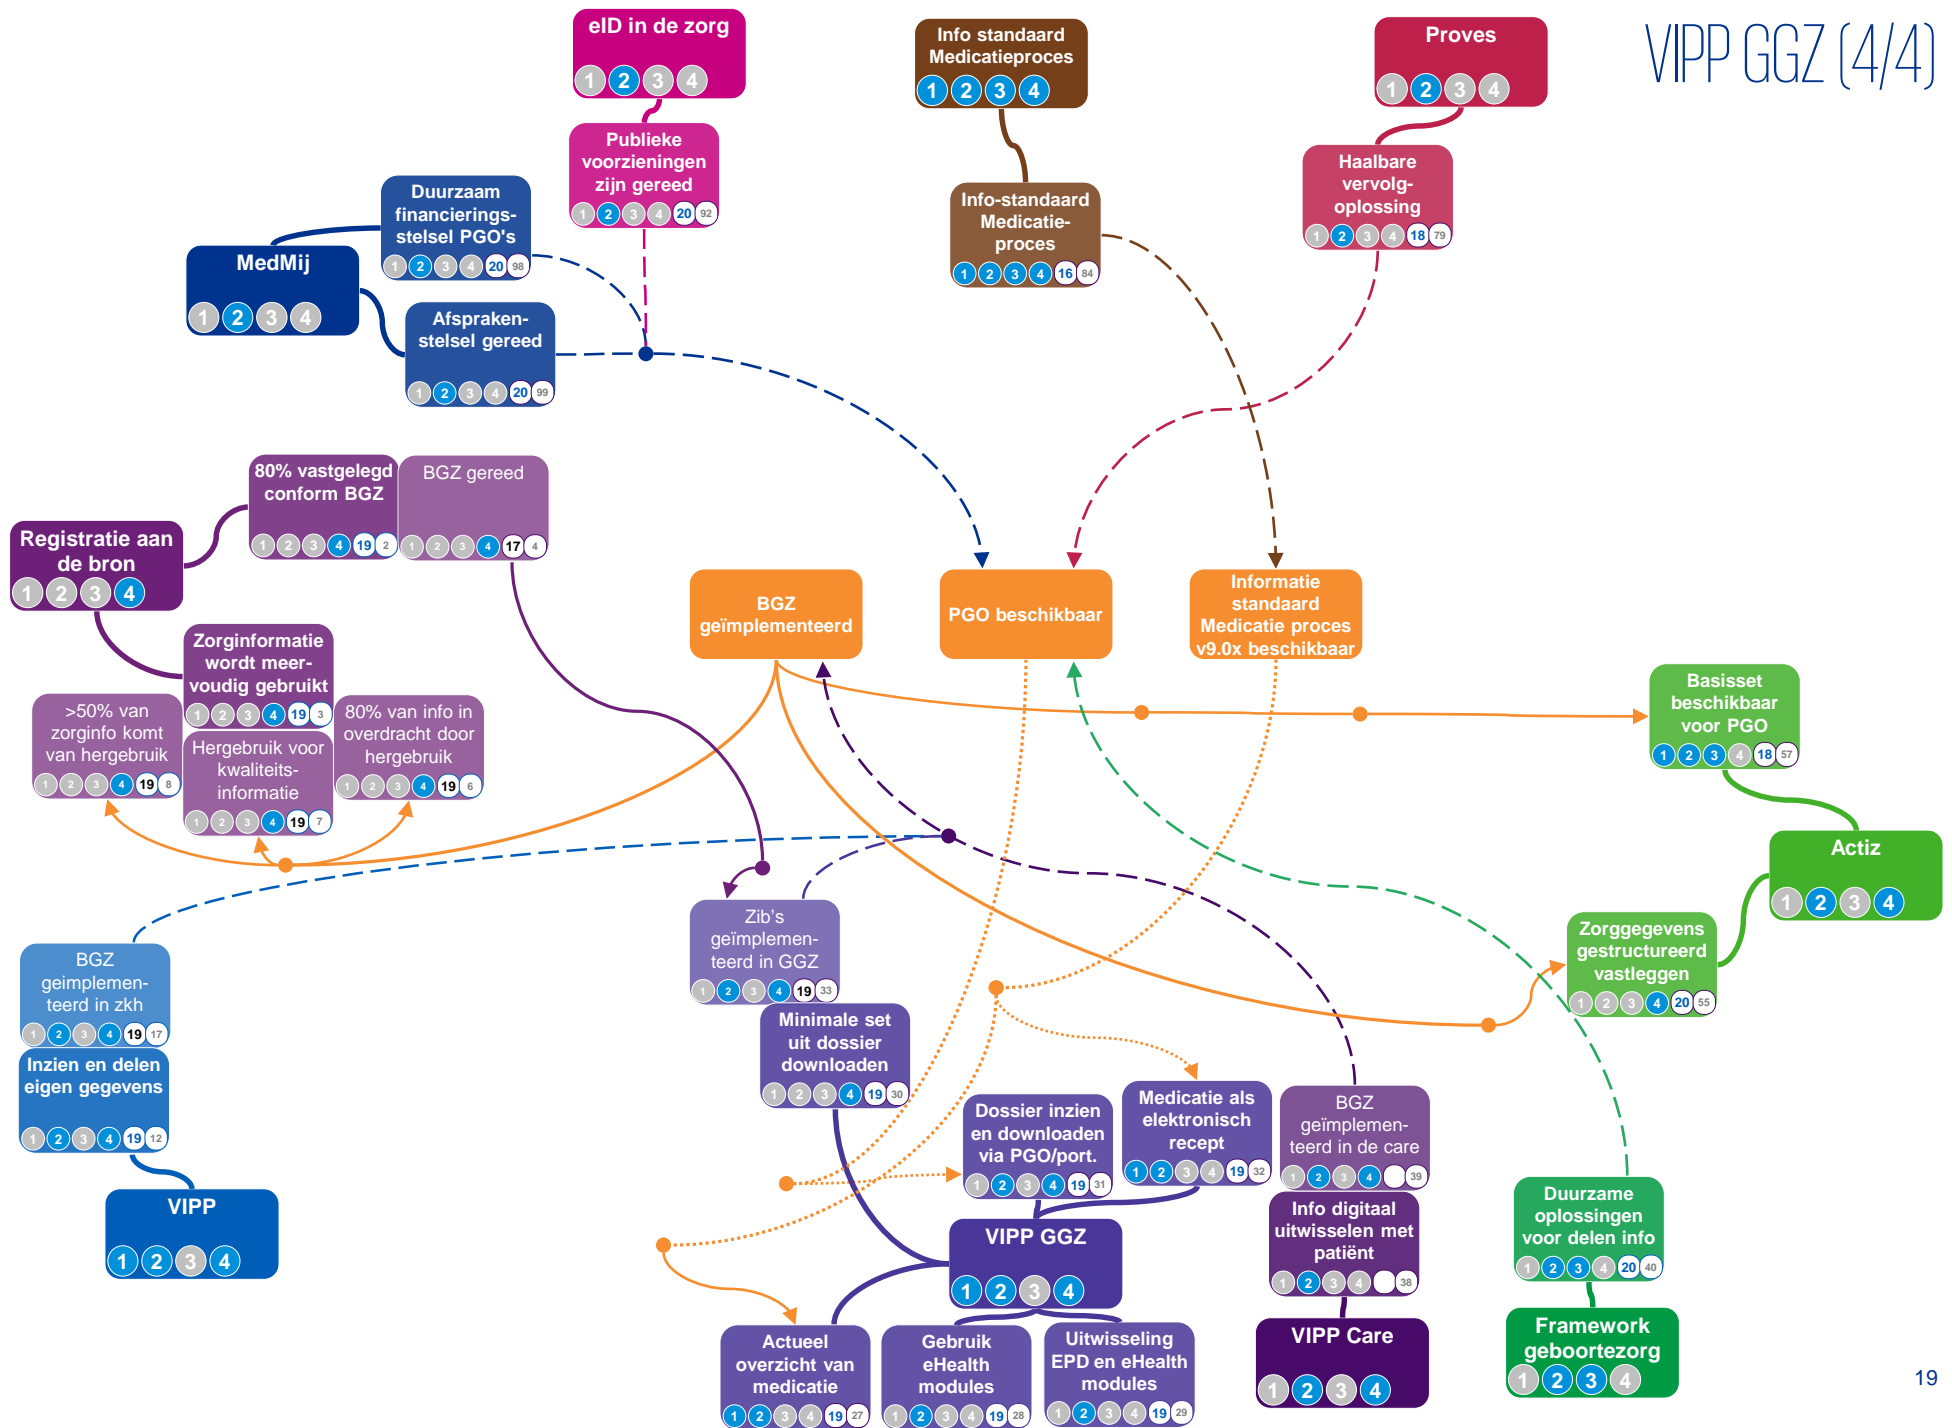 VIPP GGZ (4/4)
eID in de zorg
1 2 3 4
Info standaard
Medicatieproces
1 2 3 4
Proves
1 2 3 4
Publieke
voorzieningen
zijn gereed
1 2 3 4 20 92
Haalbare
vervolg-
oplossing
1 2 3 4 18 79
Duurzaam
financierings-
stelsel PGO's
1 2 3 4 20 98
Info-standaard
Medicatie-
proces
1 2 3 4 16 84
MedMij
1 2 3 4
Afspraken-
stelsel gereed
1 2 3 4 20 99
80% vastgelegd
conform BGZ
1 2 3 4 19 2
BGZ gereed
1 2 3 4 17 4
Registratie aan
de bron
1 2 3 4
BGZ
geïmplementeerd
PGO beschikbaar
Informatie
standaard
Medicatie proces
v9.0x beschikbaar
Zorginformatie
wordt meer-
voudig gebruikt
1 2 3 4 19 3
>50% van
zorginfo komt
van hergebruik
1 2 3 4 19 8
Hergebruik voor
kwaliteits-
informatie
1 2 3 4 19 7
80% van info in
overdracht door
hergebruik
1 2 3 4 19 6
Basisset
beschikbaar
voor PGO
1 2 3 4 18 57
Actiz
1 2 3 4
Zorggegevens
gestructureerd
vastleggen
1 2 3 4 20 55
Zib's
geïmplemen-
teerd in GGZ
1 2 3 4 19 33
BGZ
geimplemen-
teerd in zkh
1 2 3 4 19 17
Inzien en delen
eigen gegevens
1 2 3 4 19 12
VIPP
1 2 3 4
Minimale set
uit dossier
downloaden
1 2 3 4 19 30
Dossier inzien
en downloaden
via PGO/port.
1 2 3 4 19 31
Medicatie als
elektronisch
recept
1 2 3 4 19 32
BGZ
geïmplemen-
teerd in de care
1 2 3 4 39
Info digitaal
uitwisselen met
patiënt
1 2 3 4 38
Duurzame
oplossingen
voor delen info
1 2 3 4 20 40
VIPP GGZ
1 2 3 4
Actueel
overzicht van
medicatie
1 2 3 4 19 27
Gebruik
eHealth
modules
1 2 3 4 19 28
Uitwisseling
EPD en eHealth
modules
1 2 3 4 19 29
VIPP Care
1 2 3 4
Framework
geboortezorg
1 2 3 4
19